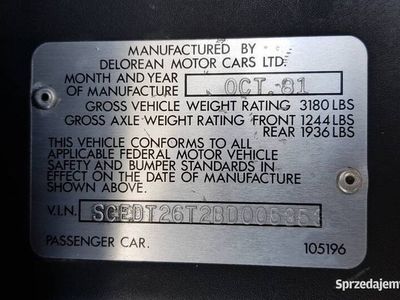 MANUFACTURED BY
DELOREAN MOTOR CARS LTD.
MONTH AND YEAR
OF MANUFACTURE OCT. 81
GROSS VEHICLE WEIGHT RATING 3180 LBS
GROSS AXLE WEIGHT RATING FRONT 1244 LBS
REAR 1936 LBS
THIS VEHICLE CONFORMS TO ALL
APPLICABLE FEDERAL MOTOR VEHICLE
SAFETY AND BUMPER STANDARDS IN
EFFECT ON THE DATE OF MANUFACTURE
SHOWN ABOVE.
V.I.N.
PASSENGER CAR. 105196
Sprzedajemy